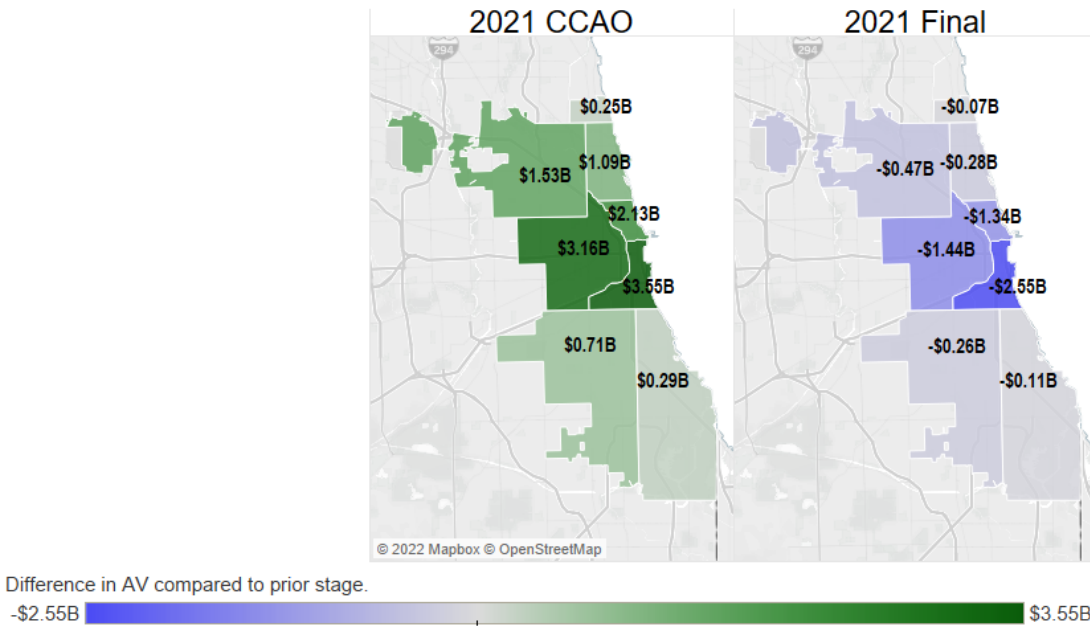 2021 CCAO
2021 Final
294
294
$0.25B
-$0.07B
$1.09B
-$0.28B
$1.53B
-$0.47B
$2.13B
-$1.34B
$3.16B
-$1.44B
$3.55B
-$2.55B
$0.71B
-$0.26B
$0.29B
-$0.11B
© 2022 Mapbox © OpenStreetMap
Difference in AV compared to prior stage.
-$2.55B
$3.55B